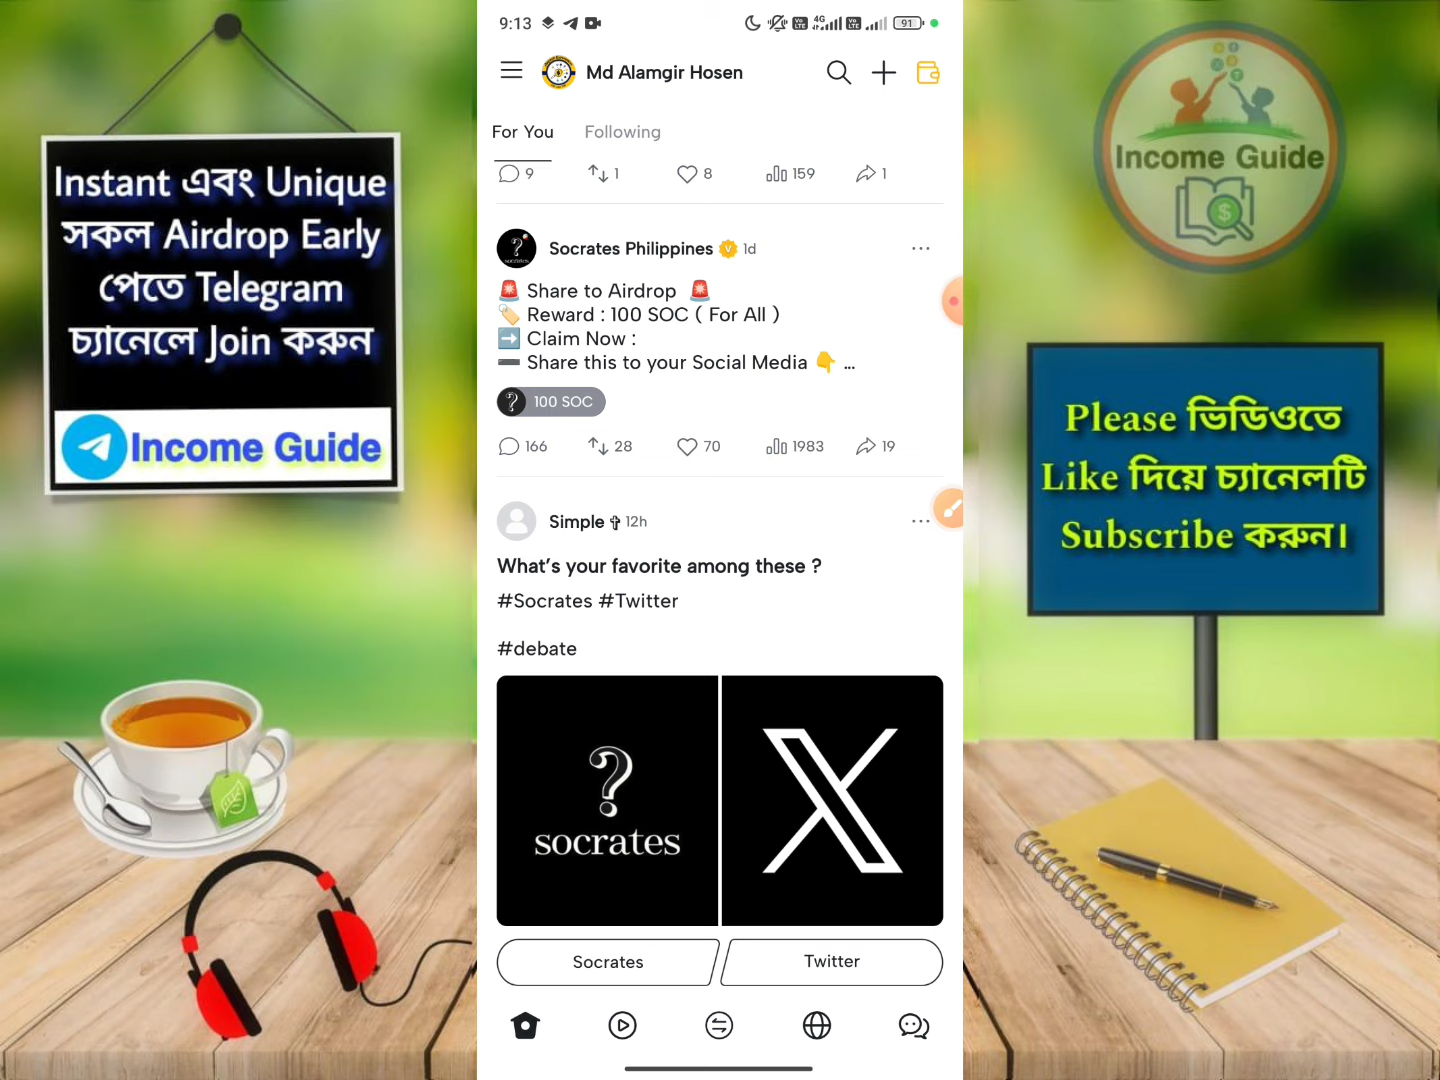 Instant এবং Unique
সকল Airdrop Early
পেতে Telegram
চ্যানেলে Join করুন
Income Guide
9:13
4G
91
Md Alamgir Hosen
For You
Following
9
1
8
159
1
Socrates Philippines
1d
🚨 Share to Airdrop 🚨
🏷️ Reward : 100 SOC ( For All )
➡️ Claim Now :
➖ Share this to your Social Media 👇 ...
100 SOC
166
28
70
1983
19
Simple ✞ 12h
What's your favorite among these ?
#Socrates #Twitter
#debate
?
socrates
X
Socrates
Twitter
Income Guide
Please ভিডিওতে
Like দিয়ে চ্যানেলটি
Subscribe করুন।